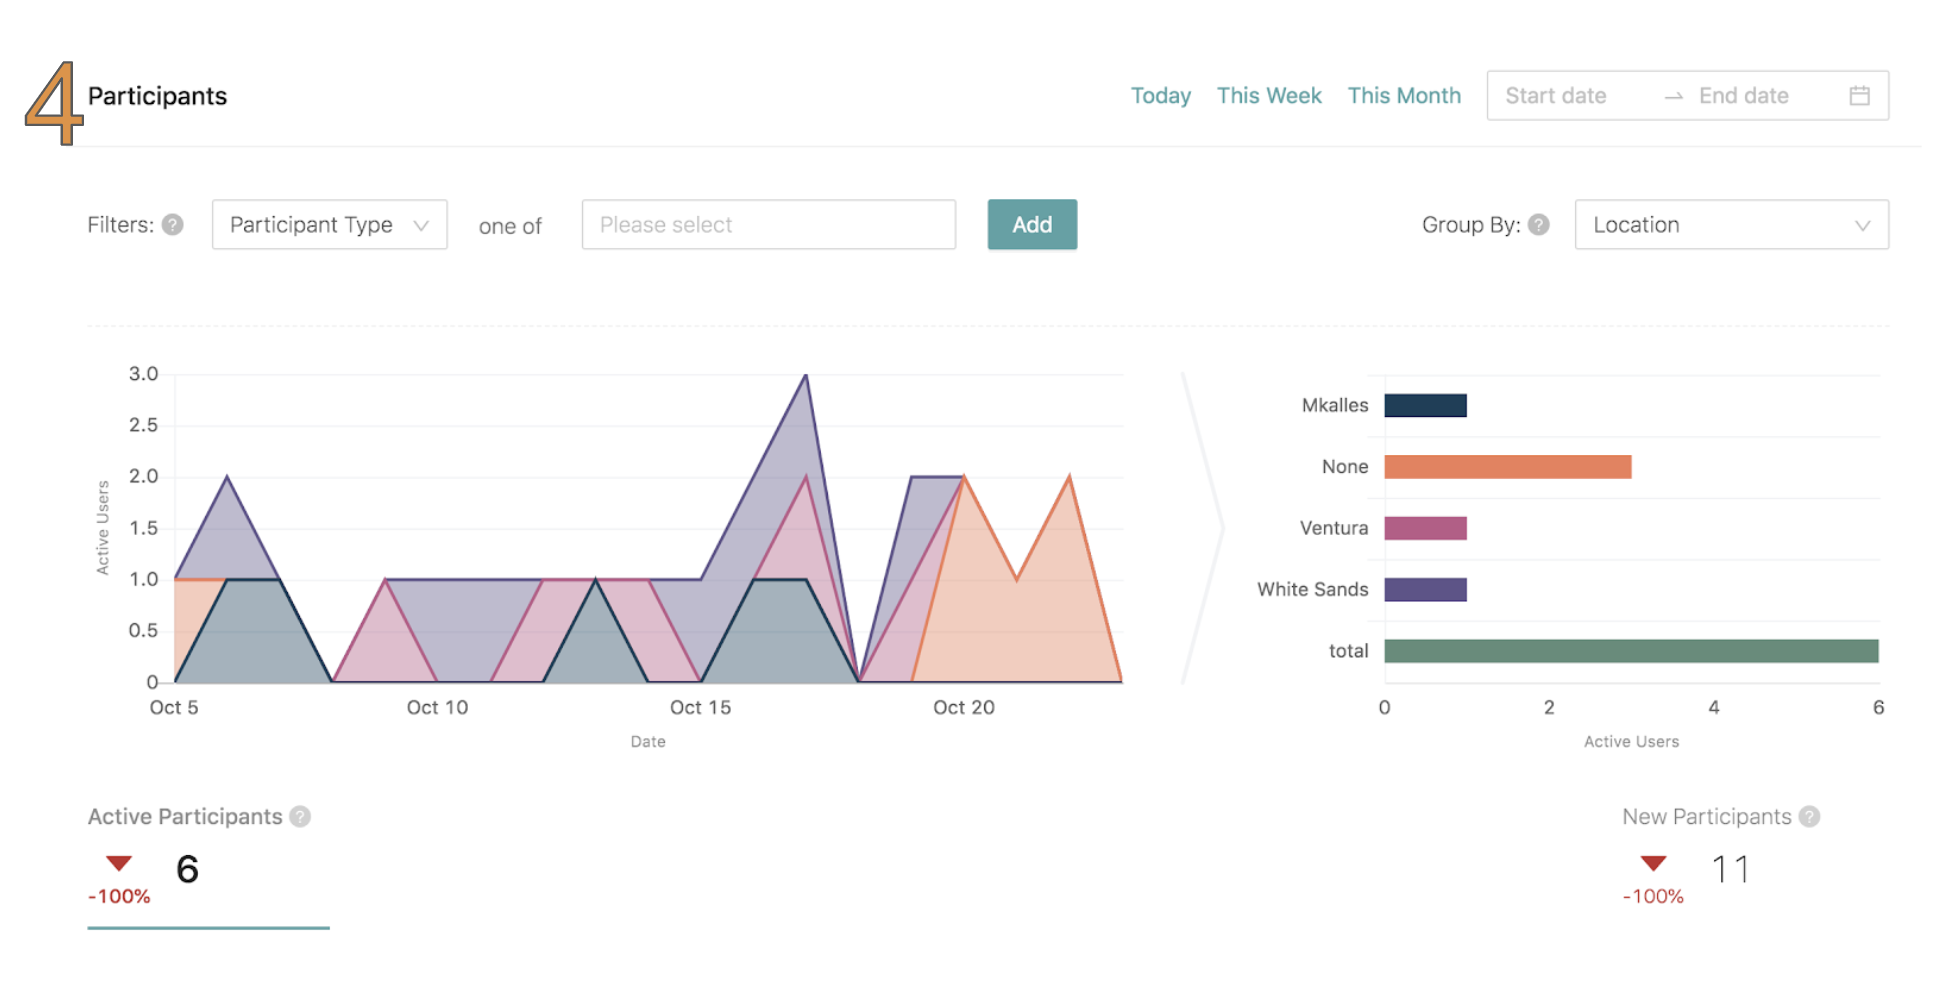 4 Participants
Today This Week This Month Start date → End date
Filters: ? Participant Type one of Please select Add Group By: ? Location
3.0
2.5
2.0
1.5
1.0
0.5
0
Active Users
Oct 5 Oct 10 Oct 15 Oct 20
Date
Mkalles
None
Ventura
White Sands
total
0 2 4 6
Active Users
Active Participants ?
6
-100%
New Participants ?
11
-100%